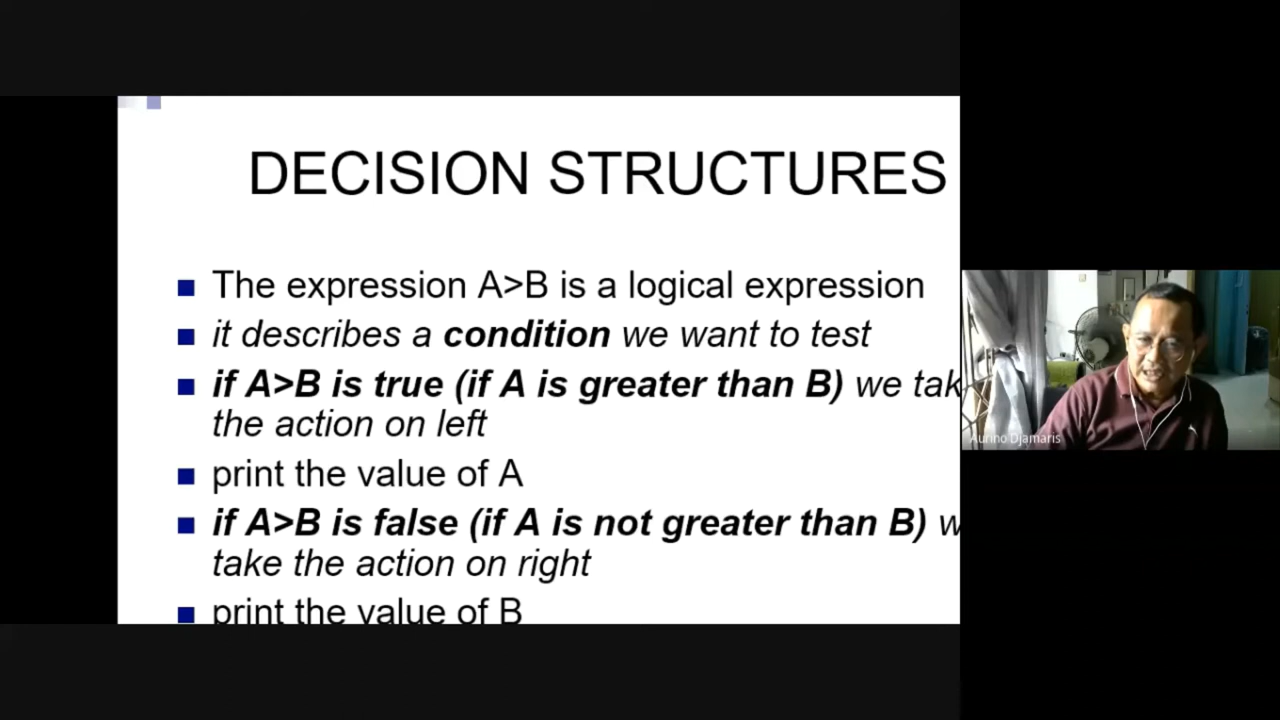 DECISION STRUCTURES
The expression A>B is a logical expression
it describes a condition we want to test
if A>B is true (if A is greater than B) we tak
the action on left
print the value of A
if A>B is false (if A is not greater than B) w
take the action on right
print the value of B
Aurino Djamaris